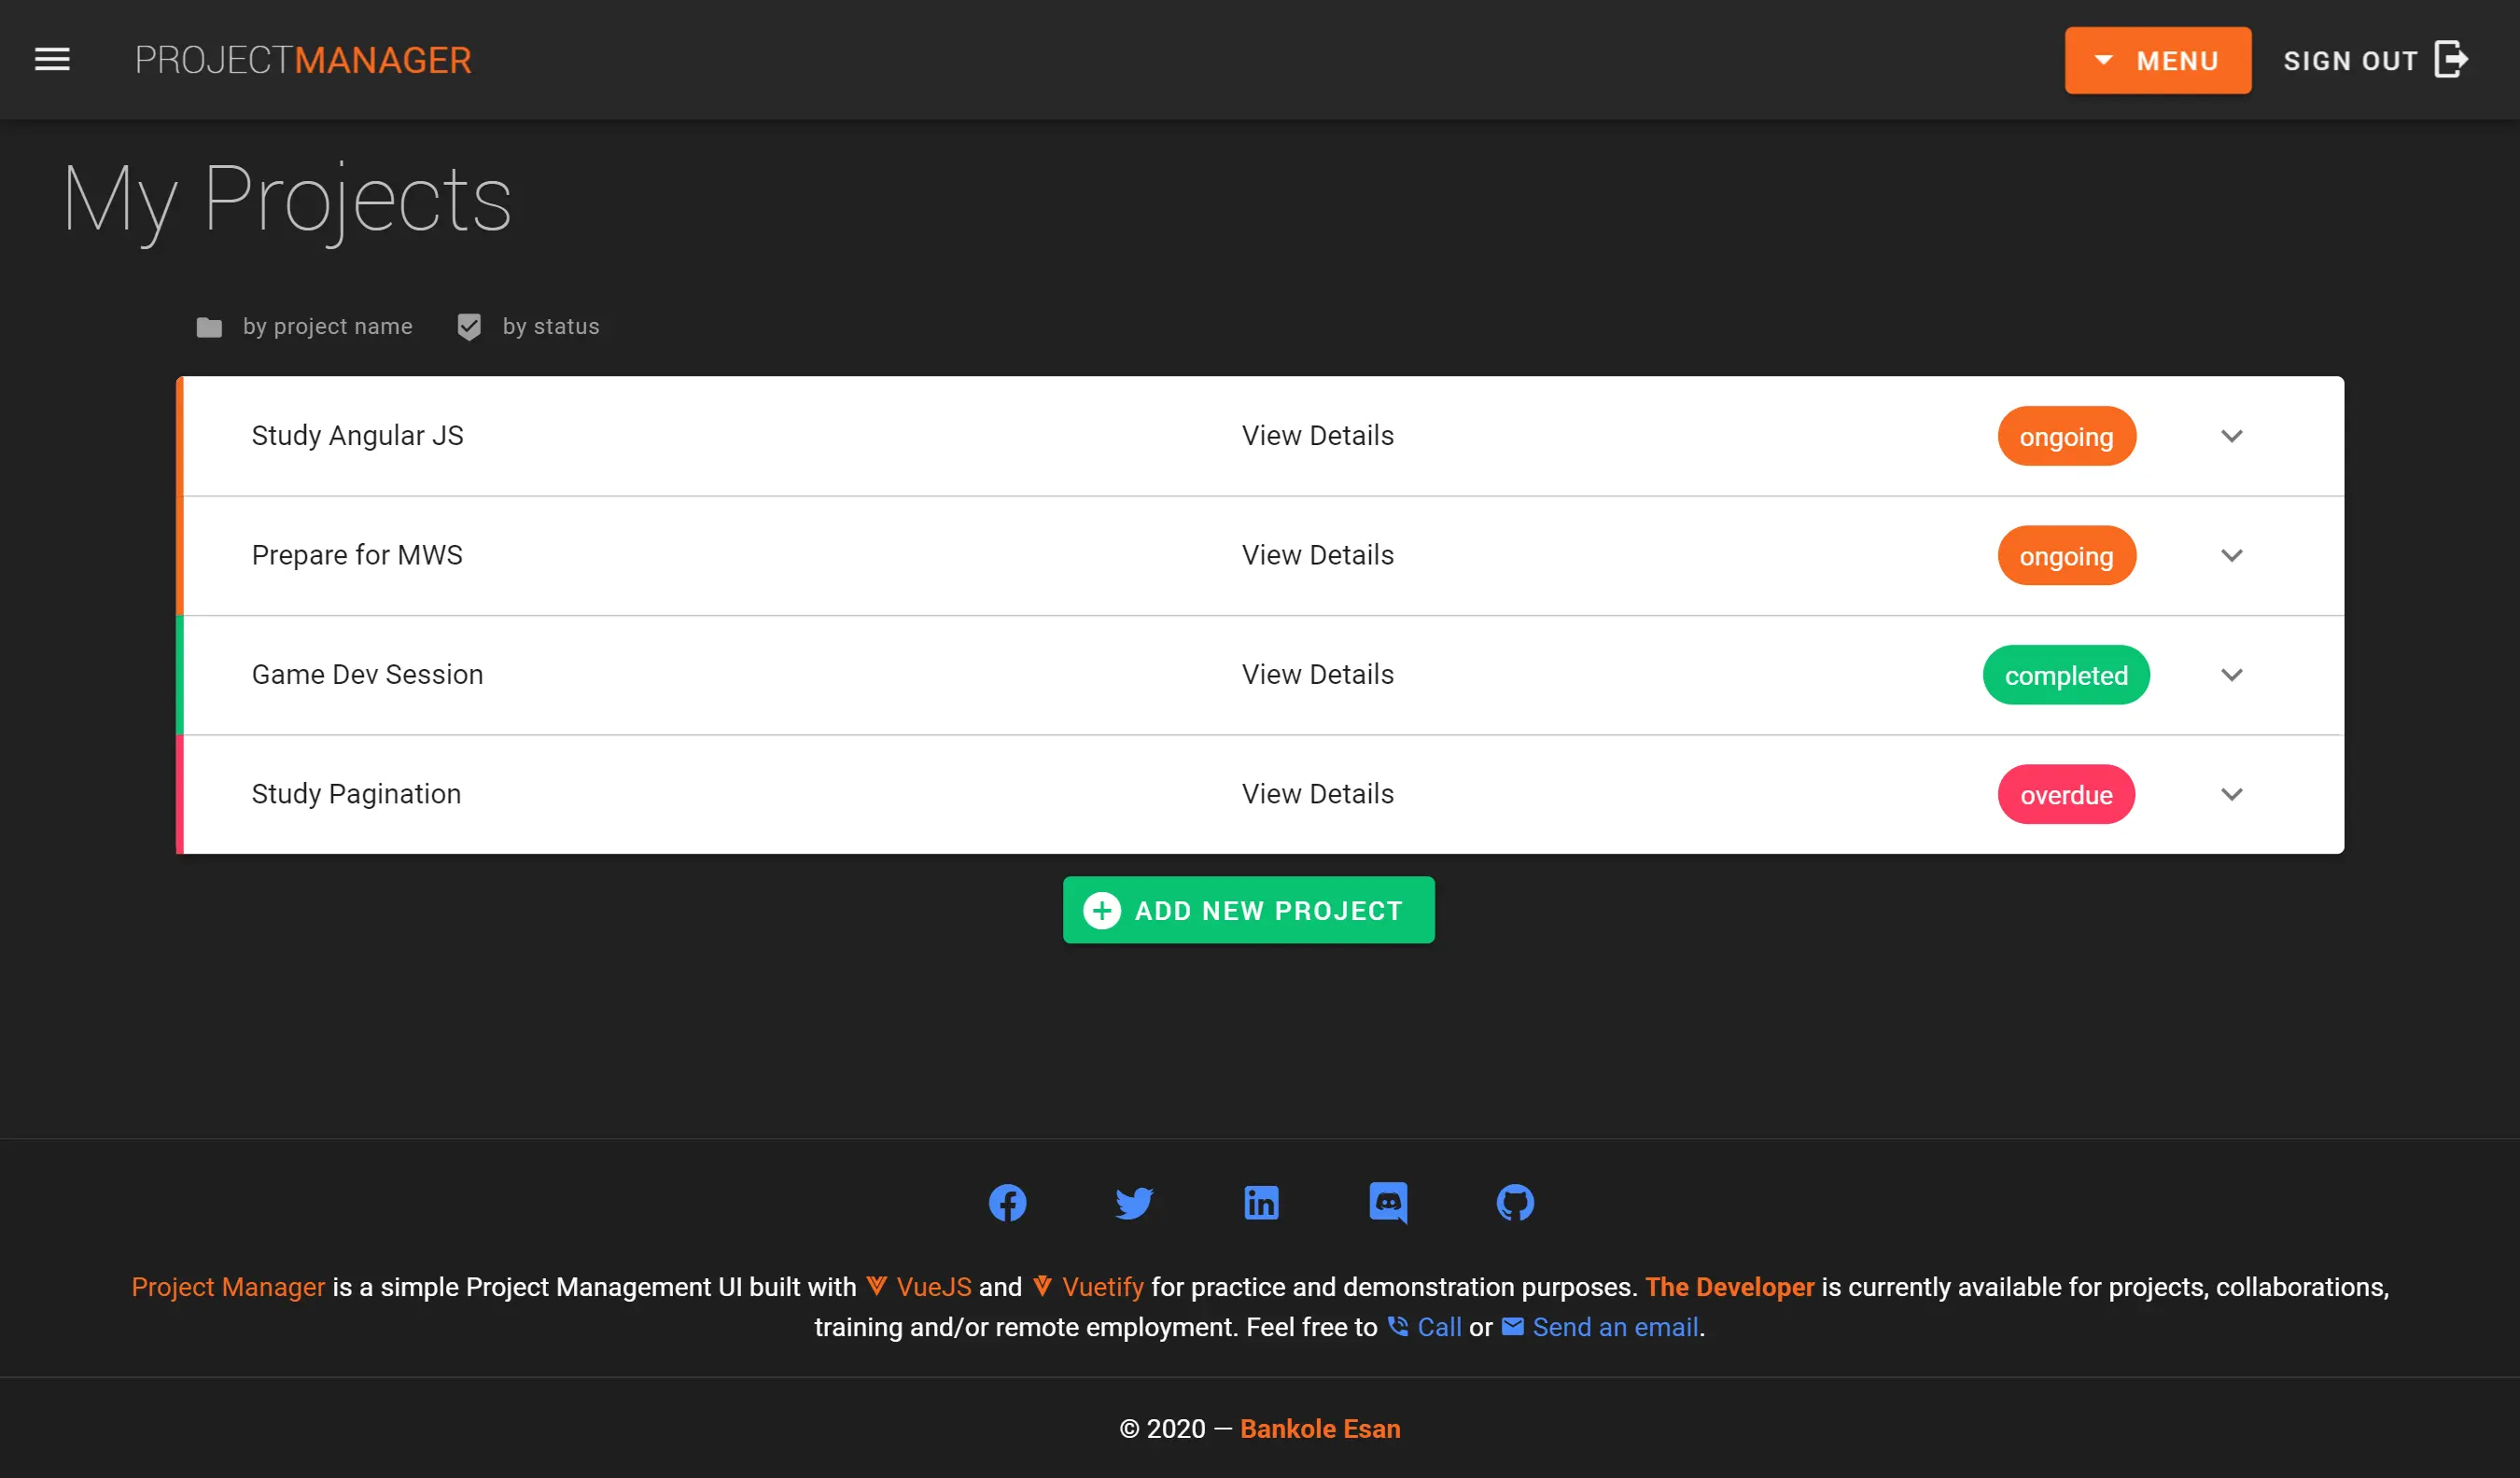 PROJECTMANAGER
MENU
SIGN OUT
My Projects
by project name
by status
Study Angular JS View Details ongoing
Prepare for MWS View Details ongoing
Game Dev Session View Details completed
Study Pagination View Details overdue
ADD NEW PROJECT
Project Manager is a simple Project Management UI built with VueJS and Vuetify for practice and demonstration purposes. The Developer is currently available for projects, collaborations,
training and/or remote employment. Feel free to Call or Send an email.
© 2020 — Bankole Esan